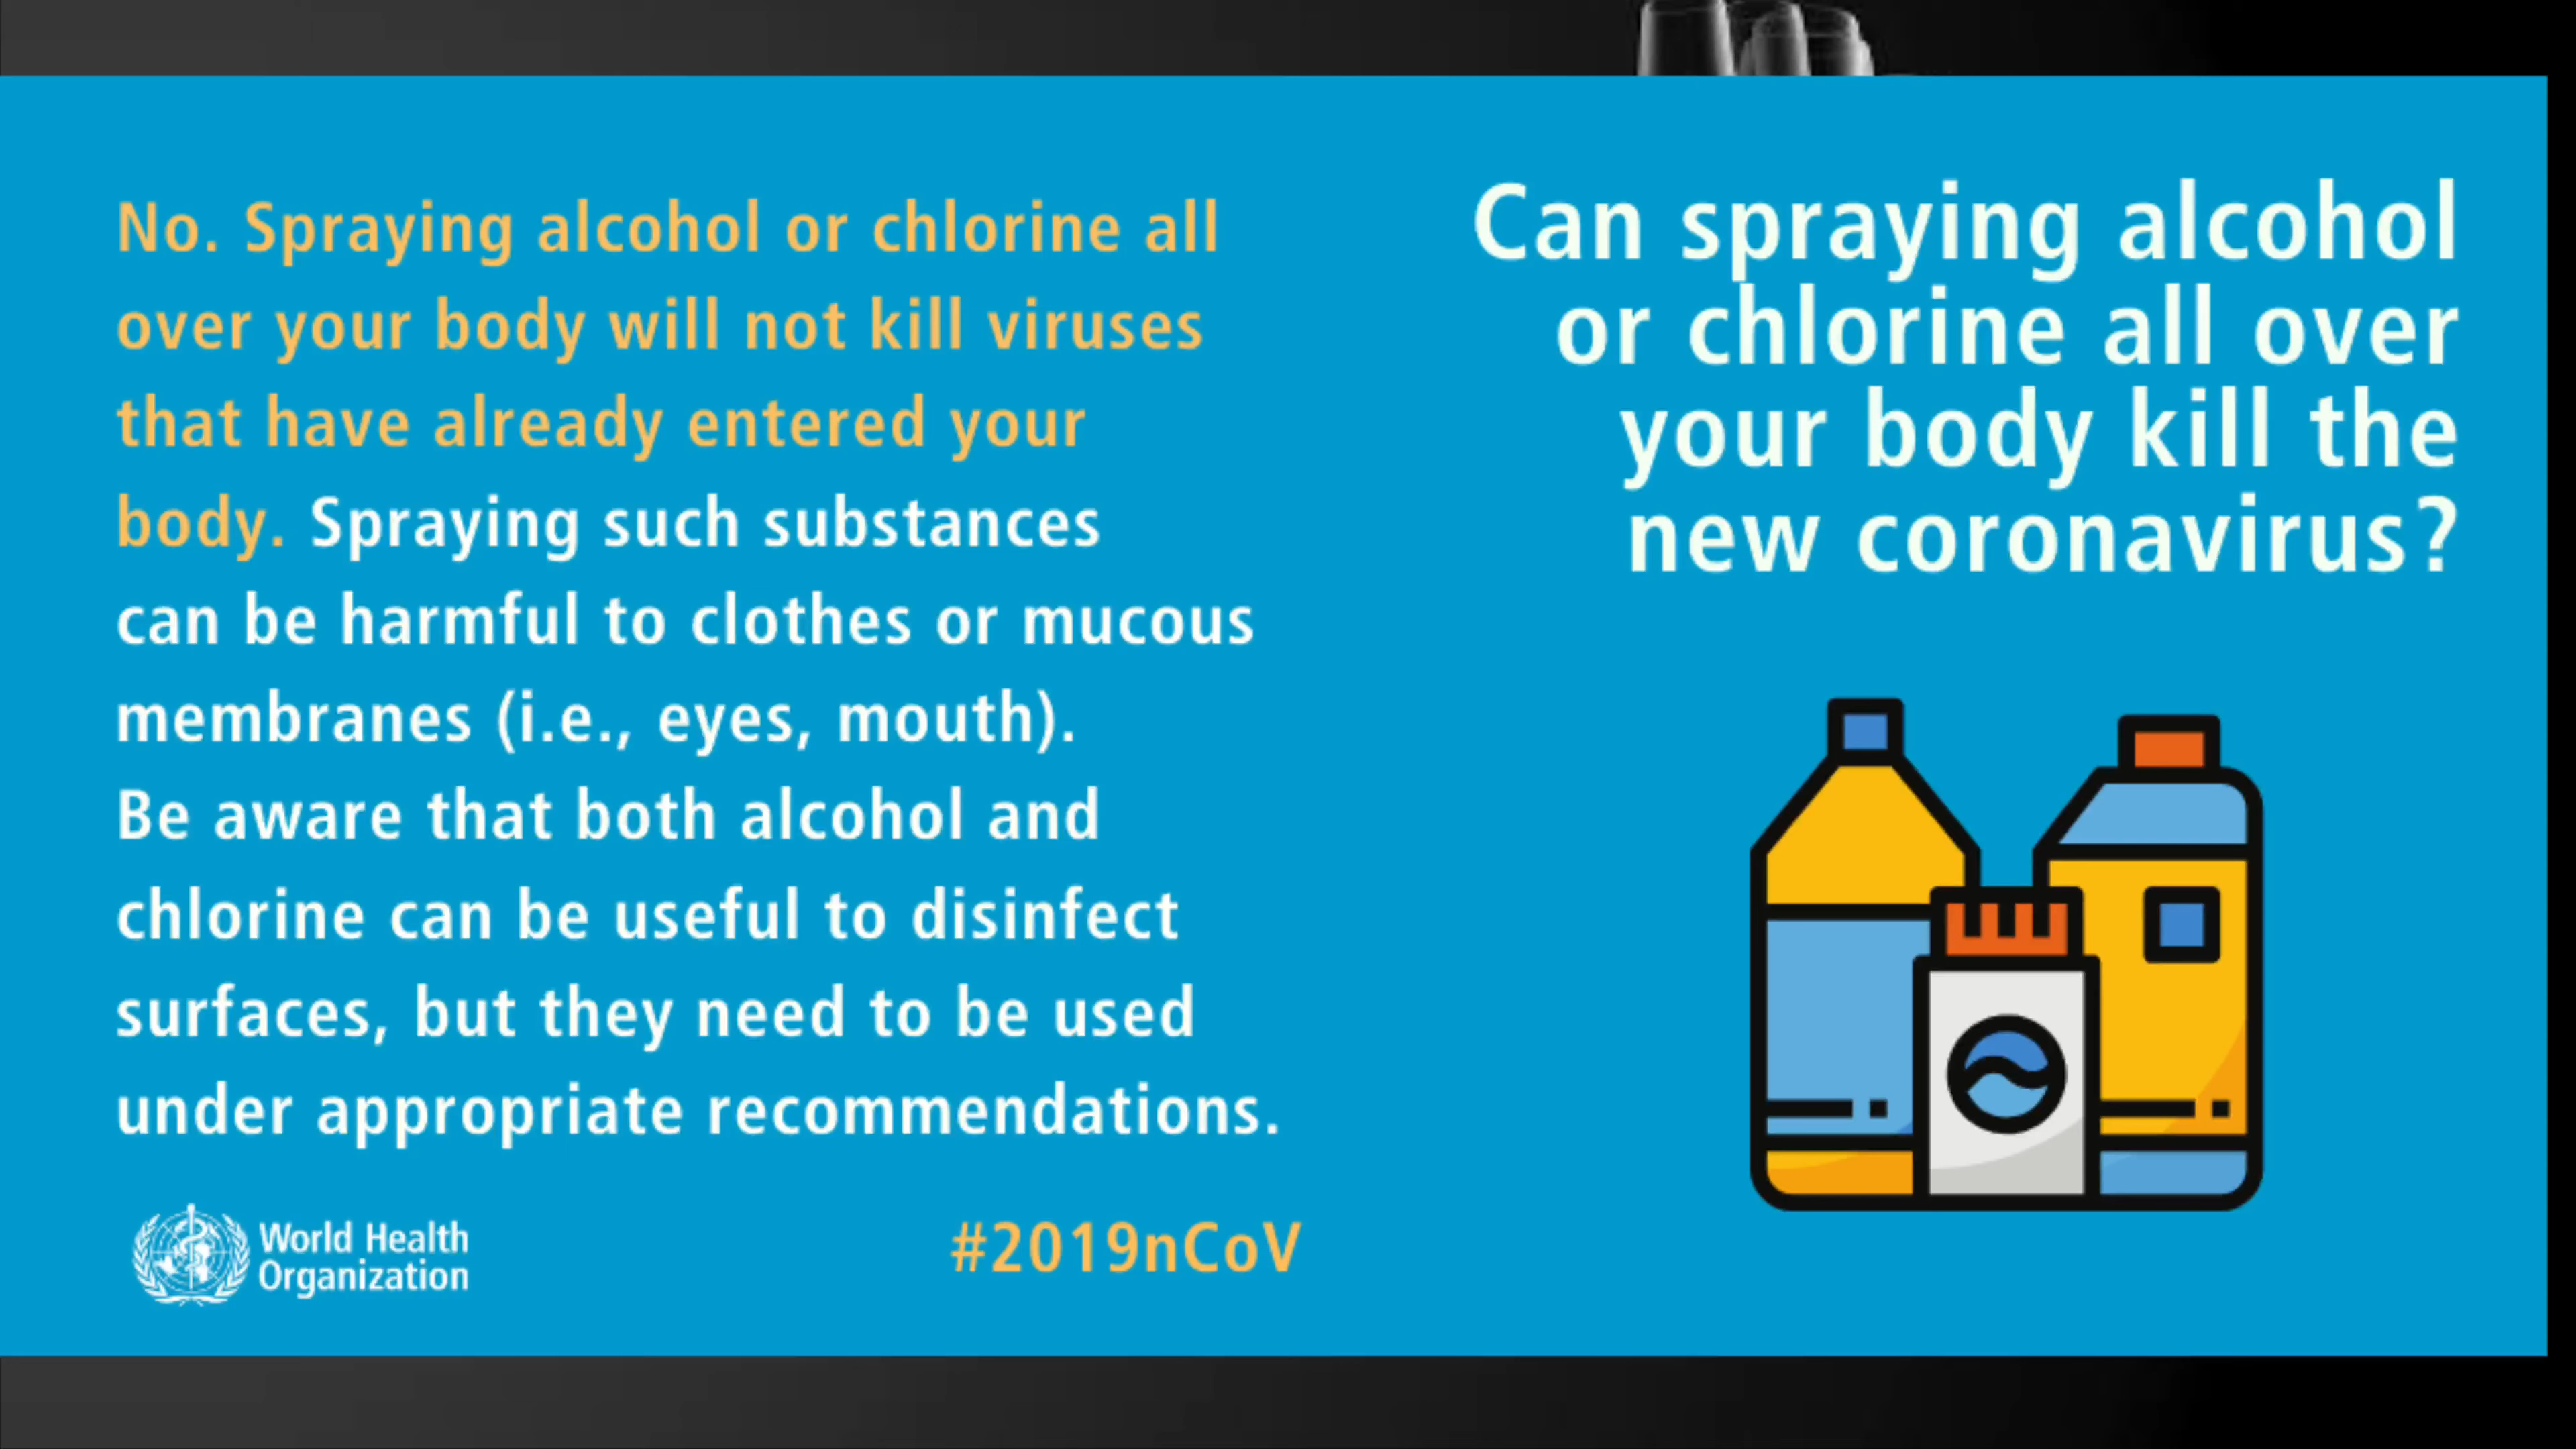 Can spraying alcohol
or chlorine all over
your body kill the
new coronavirus?
No. Spraying alcohol or chlorine all
over your body will not kill viruses
that have already entered your
body. Spraying such substances
can be harmful to clothes or mucous
membranes (i.e., eyes, mouth).
Be aware that both alcohol and
chlorine can be useful to disinfect
surfaces, but they need to be used
under appropriate recommendations.
World Health
Organization
#2019nCoV